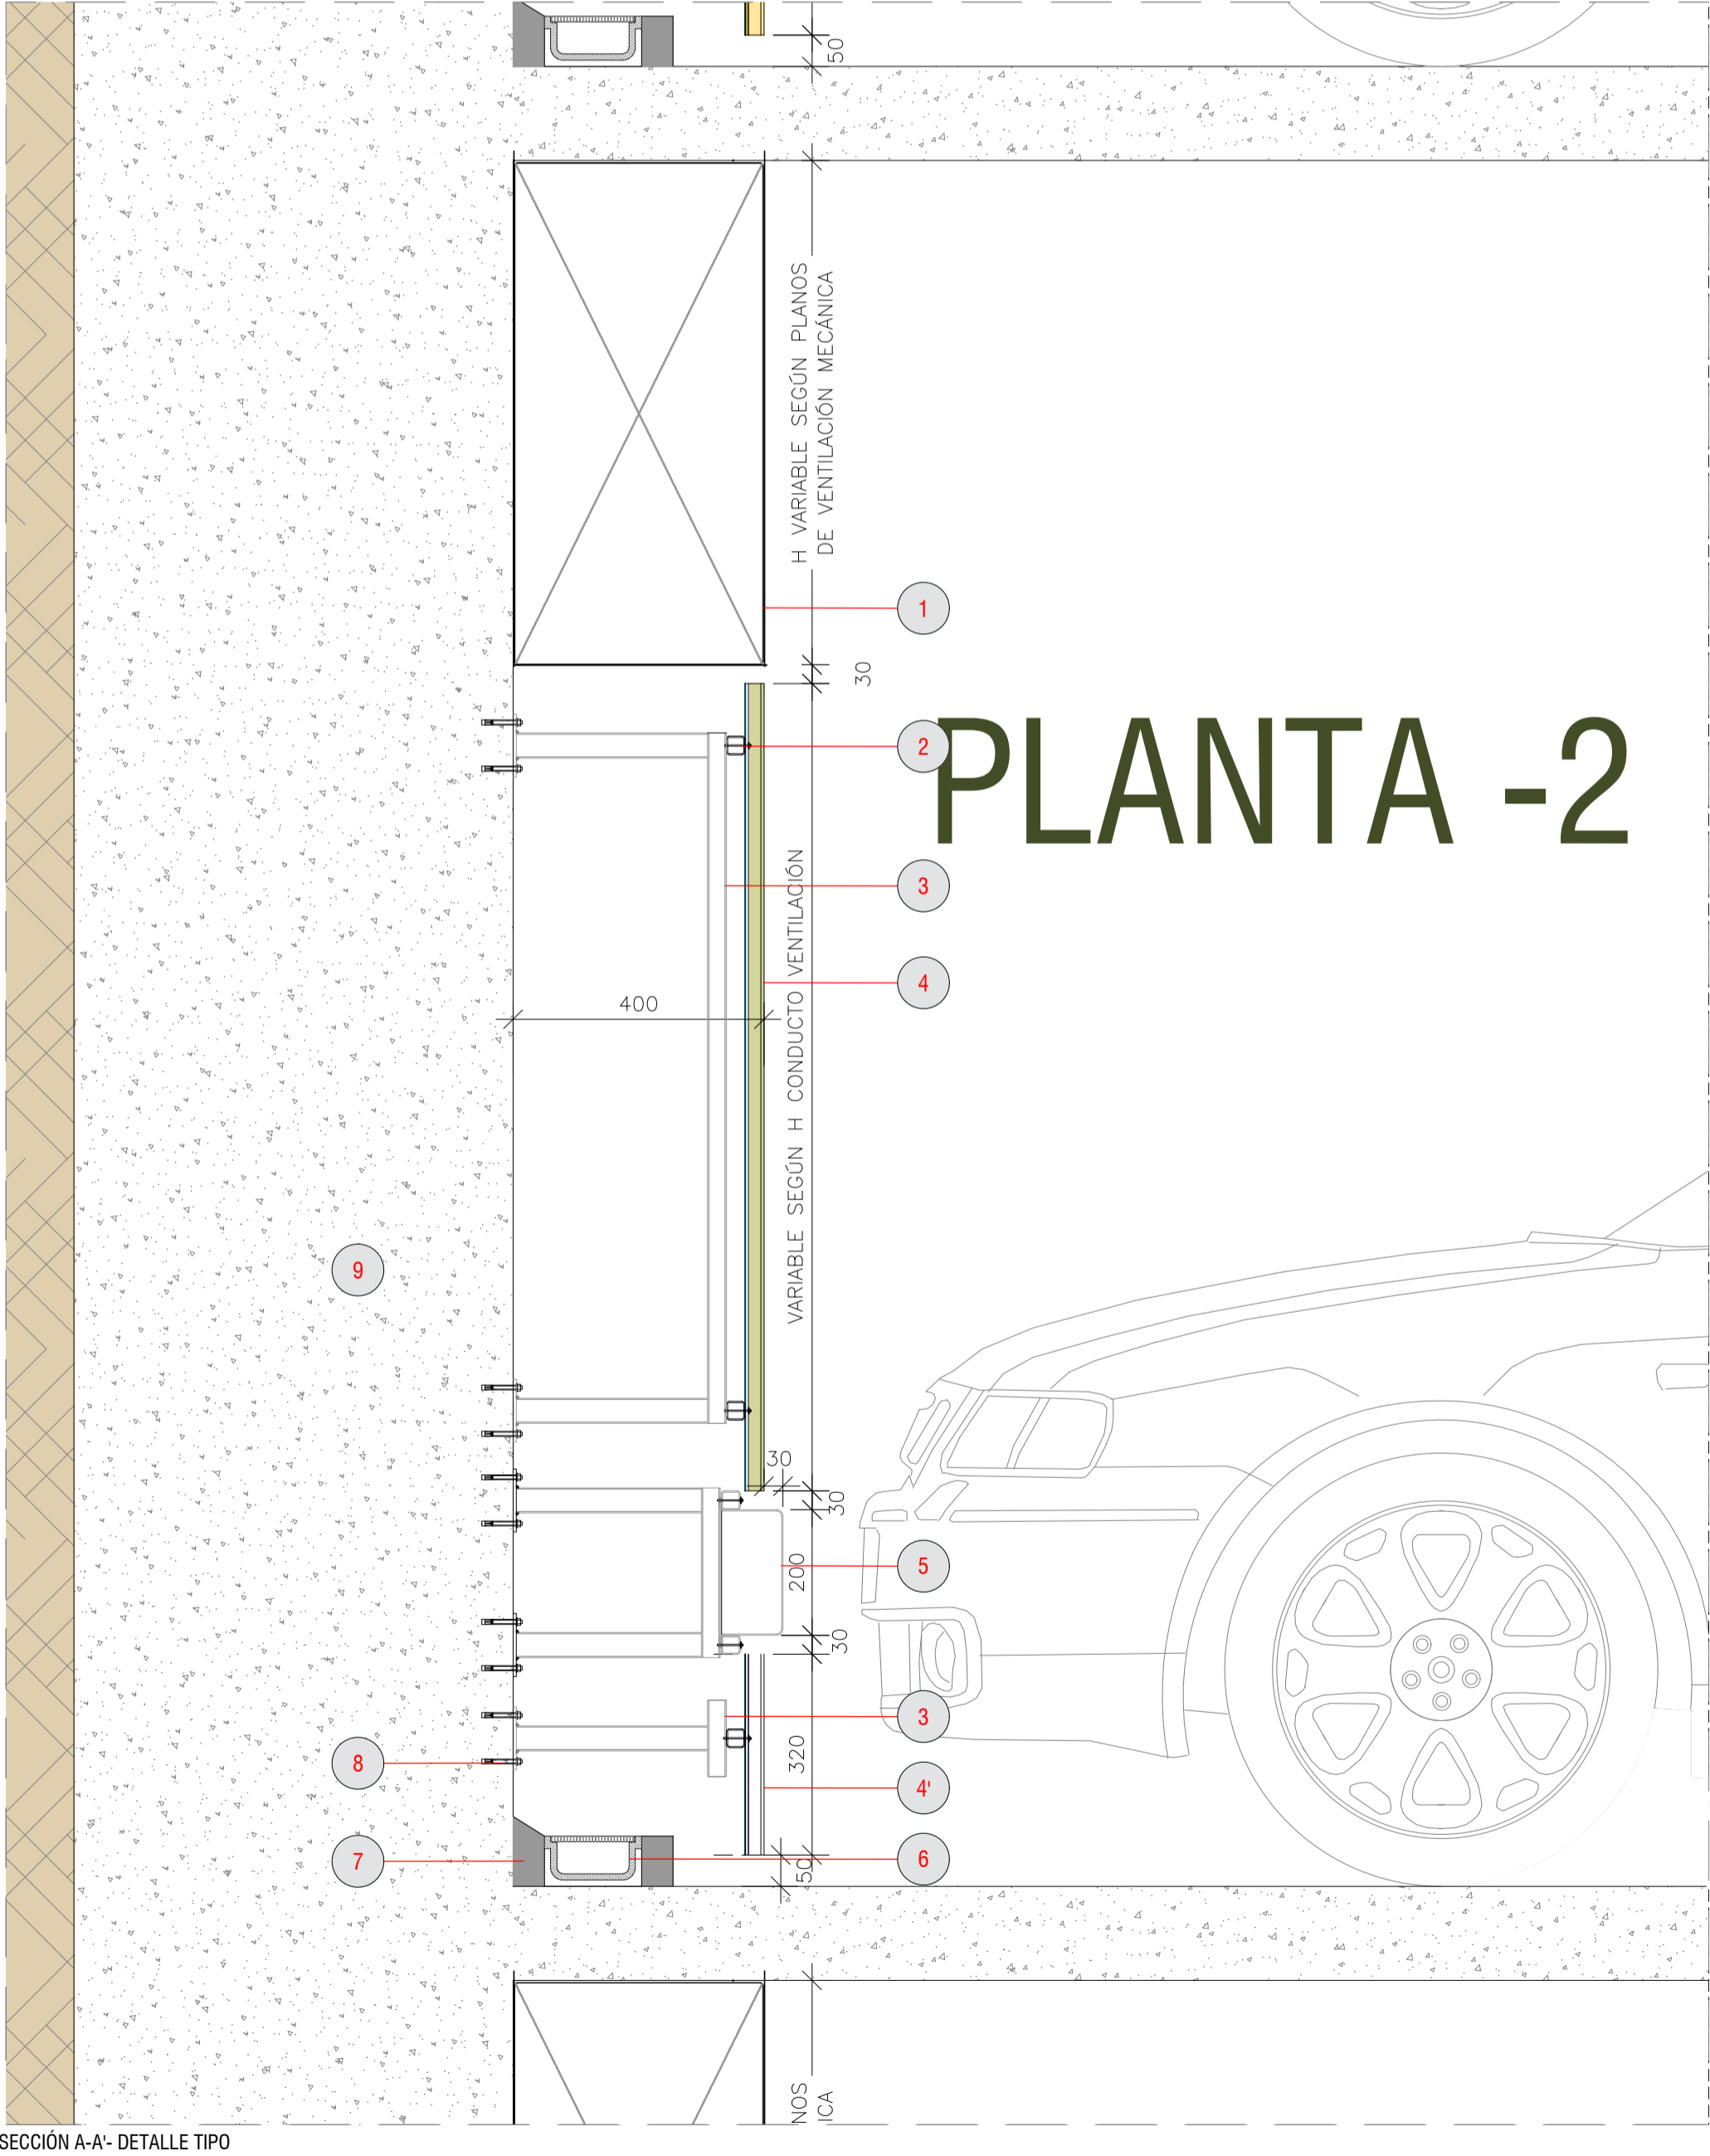 50
H VARIABLE SEGÚN PLANOS
DE VENTILACIÓN MECÁNICA
1
30
2
PLANTA -2
3
VARIABLE SEGÚN H CONDUCTO VENTILACIÓN
4
400
9
30
30
200
5
30
3
320
8
4'
7
50
6
NOS
ICA
SECCIÓN A-A'- DETALLE TIPO